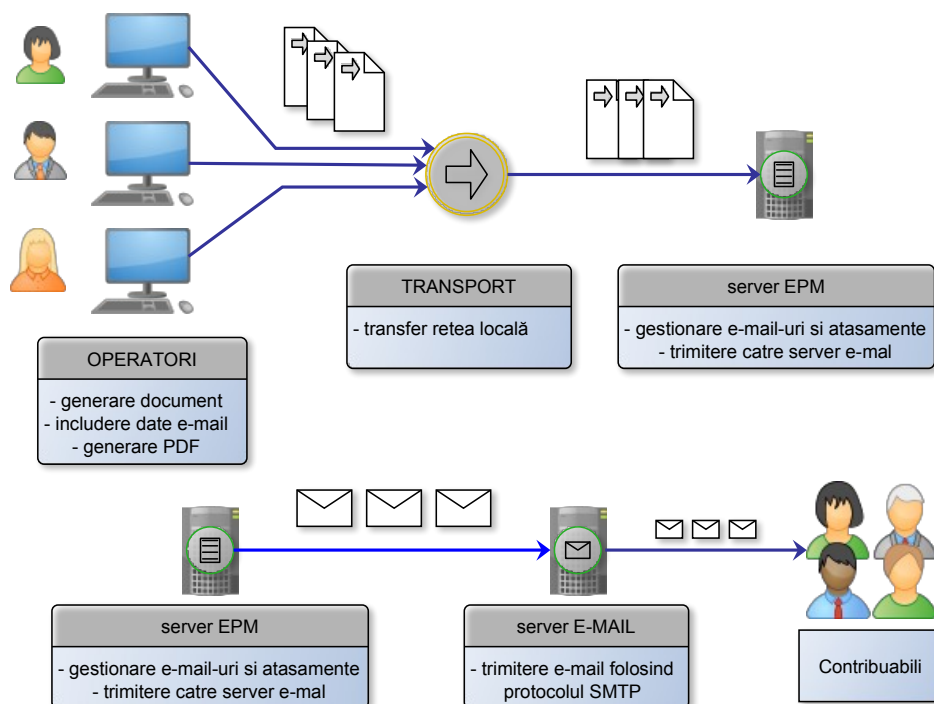 TRANSPORT
- transfer retea locală
server EPM
- gestionare e-mail-uri si atasamente
- trimitere catre server e-mal
OPERATORI
- generare document
- includere date e-mail
- generare PDF
server EPM
- gestionare e-mail-uri si atasamente
- trimitere catre server e-mal
server E-MAIL
- trimitere e-mail folosind
protocolul SMTP
Contribuabili